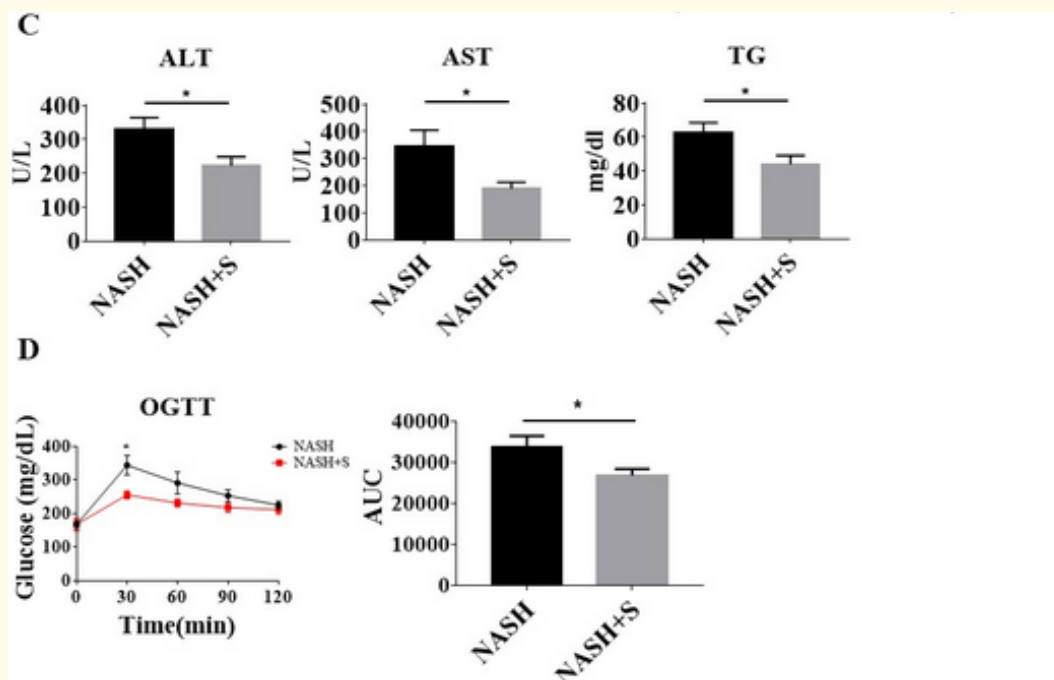 C
ALT
U/L
400
300
200
100
0
*
NASH
NASH+S
AST
U/L
500
400
300
200
100
0
*
NASH
NASH+S
TG
mg/dl
80
60
40
20
0
*
NASH
NASH+S
D
OGTT
Glucose (mg/dL)
400
300
200
100
0
*
NASH
NASH+S
0 30 60 90 120
Time(min)
AUC
40000
30000
20000
10000
0
*
NASH
NASH+S